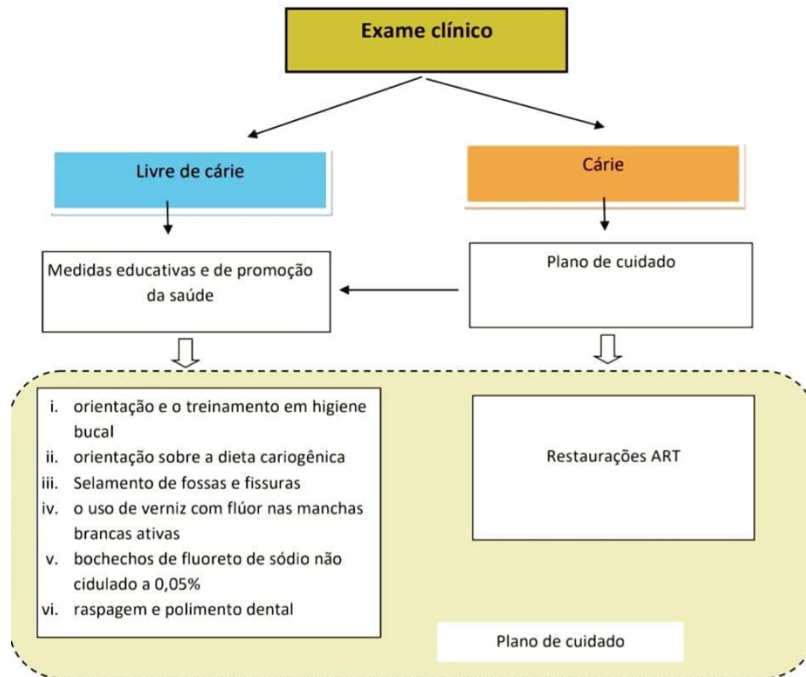 Exame clínico
Livre de cárie
Cárie
Medidas educativas e de promoção
da saúde
Plano de cuidado
i. orientação e o treinamento em higiene
bucal
ii. orientação sobre a dieta cariogênica
iii. Selamento de fossas e fissuras
iv. o uso de verniz com flúor nas manchas
brancas ativas
v. bochechos de fluoreto de sódio não
cidulado a 0,05%
vi. raspagem e polimento dental
Restaurações ART
Plano de cuidado